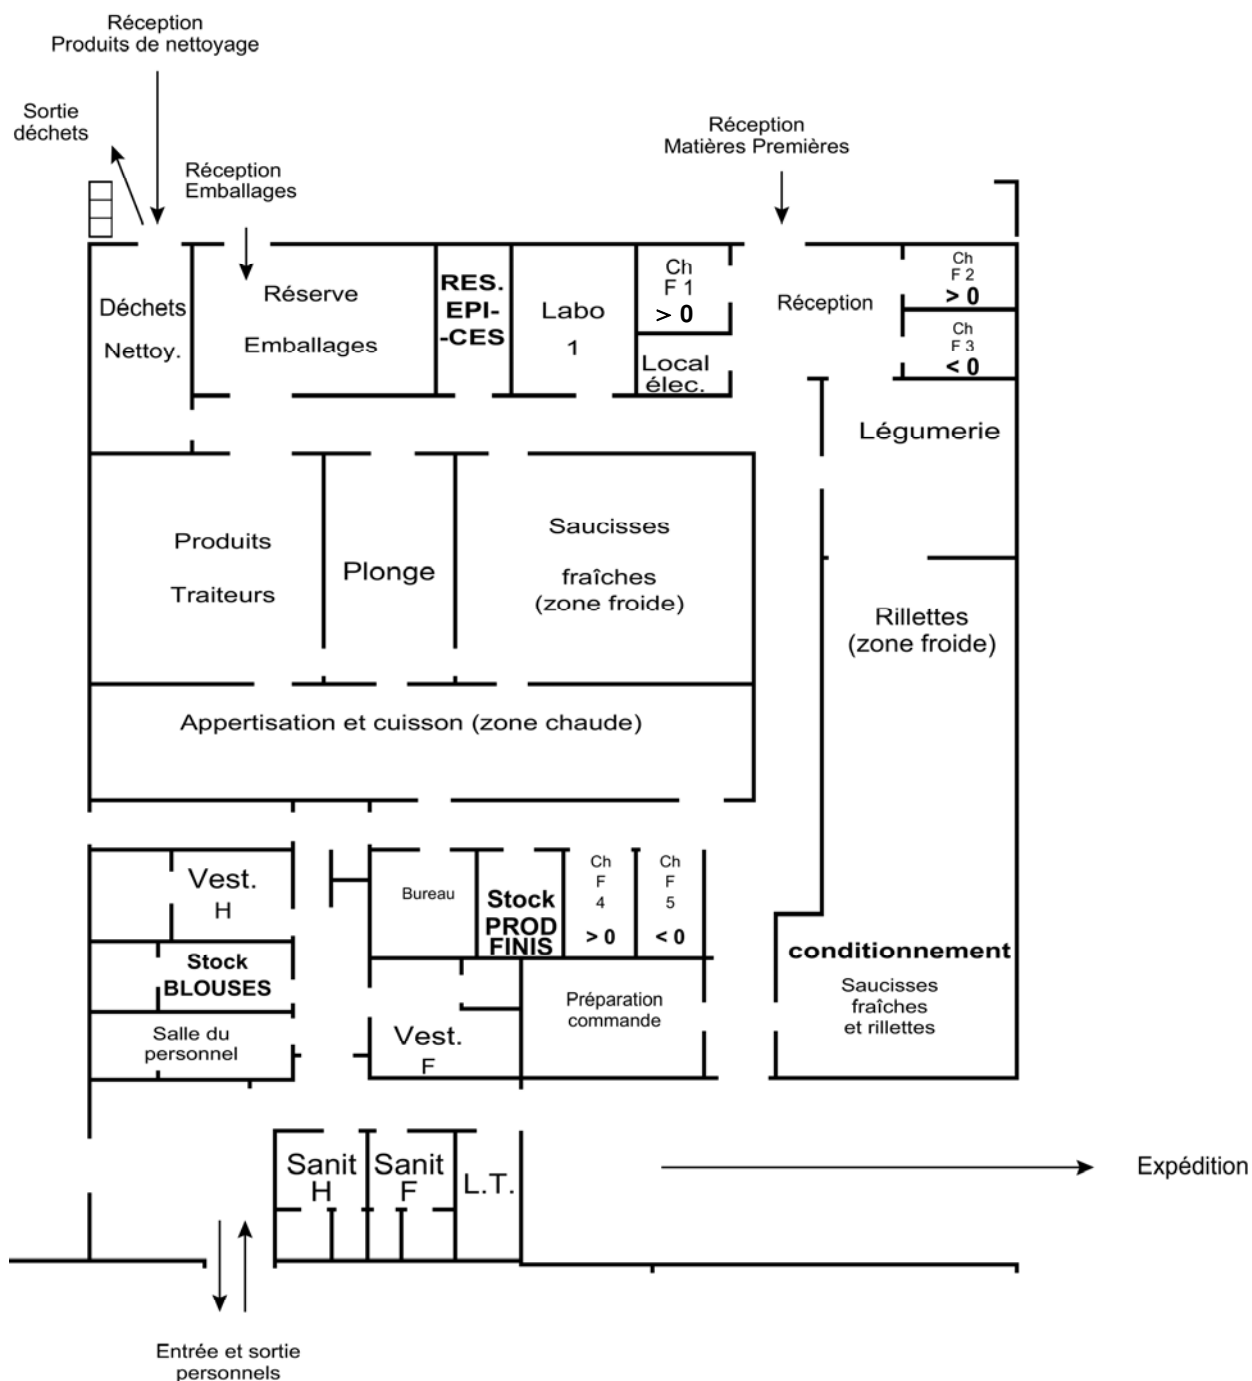 Réception
Produits de nettoyage
Sortie
déchets
Réception
Emballages
Réception
Matières Premières
Déchets
Nettoy.
Réserve
Emballages
RES.
EPI-
-CES
Labo
1
Ch
F 1
> 0
Local
élec.
Réception
Ch
F 2
> 0
Ch
F 3
< 0
Légumerie
Produits
Traiteurs
Plonge
Saucisses
fraîches
(zone froide)
Rillettes
(zone froide)
Appertisation et cuisson (zone chaude)
Vest.
H
Bureau
Stock
PROD
FINIS
Ch
F
4
> 0
Ch
F
5
< 0
Stock
BLOUSES
conditionnement
Saucisses
fraîches
et rillettes
Salle du
personnel
Vest.
F
Préparation
commande
Sanit
H
Sanit
F
L.T.
Expédition
Entrée et sortie
personnels